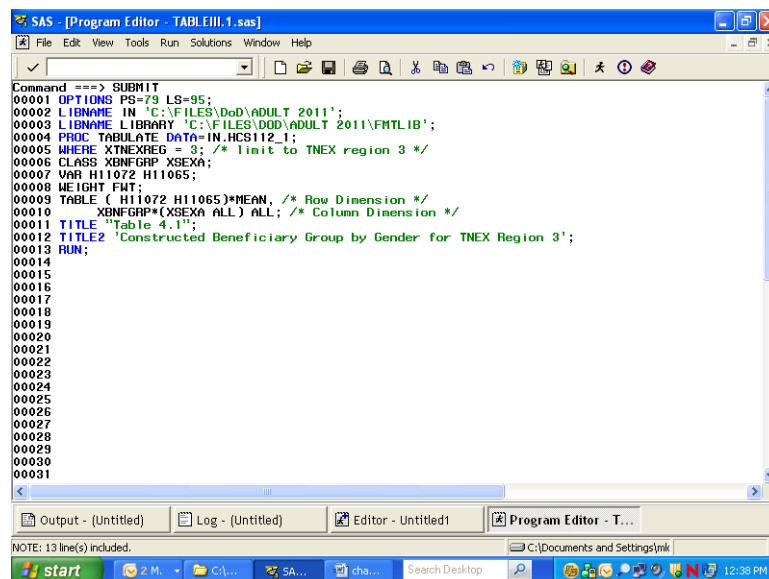 SAS - [Program Editor - TABLEIII.1.sas]
File Edit View Tools Run Solutions Window Help
Command ===> SUBMIT
00001 OPTIONS PS=79 LS=95;
00002 LIBNAME IN 'C:\FILES\DoD\ADULT 2011';
00003 LIBNAME LIBRARY 'C:\FILES\DOD\ADULT 2011\FMTLIB';
00004 PROC TABULATE DATA=IN.HCS112_1;
00005 WHERE XTNEXREG = 3; /* limit to TNEX region 3 */
00006 CLASS XBNFGRP XSEXA;
00007 VAR H11072 H11065;
00008 WEIGHT FWT;
00009 TABLE ( H11072 H11065)*MEAN, /* Row Dimension */
00010 XBNFGRP*(XSEXA ALL) ALL; /* Column Dimension */
00011 TITLE "Table 4.1";
00012 TITLE2 'Constructed Beneficiary Group by Gender for TNEX Region 3';
00013 RUN;
00014
00015
00016
00017
00018
00019
00020
00021
00022
00023
00024
00025
00026
00027
00028
00029
00030
00031
Output - (Untitled) Log - (Untitled) Editor - Untitled1 Program Editor - T...
NOTE: 13 line(s) included. C:\Documents and Settings\mk
start 2 M. C:\... SA... cha... Search Desktop 12:38 PM